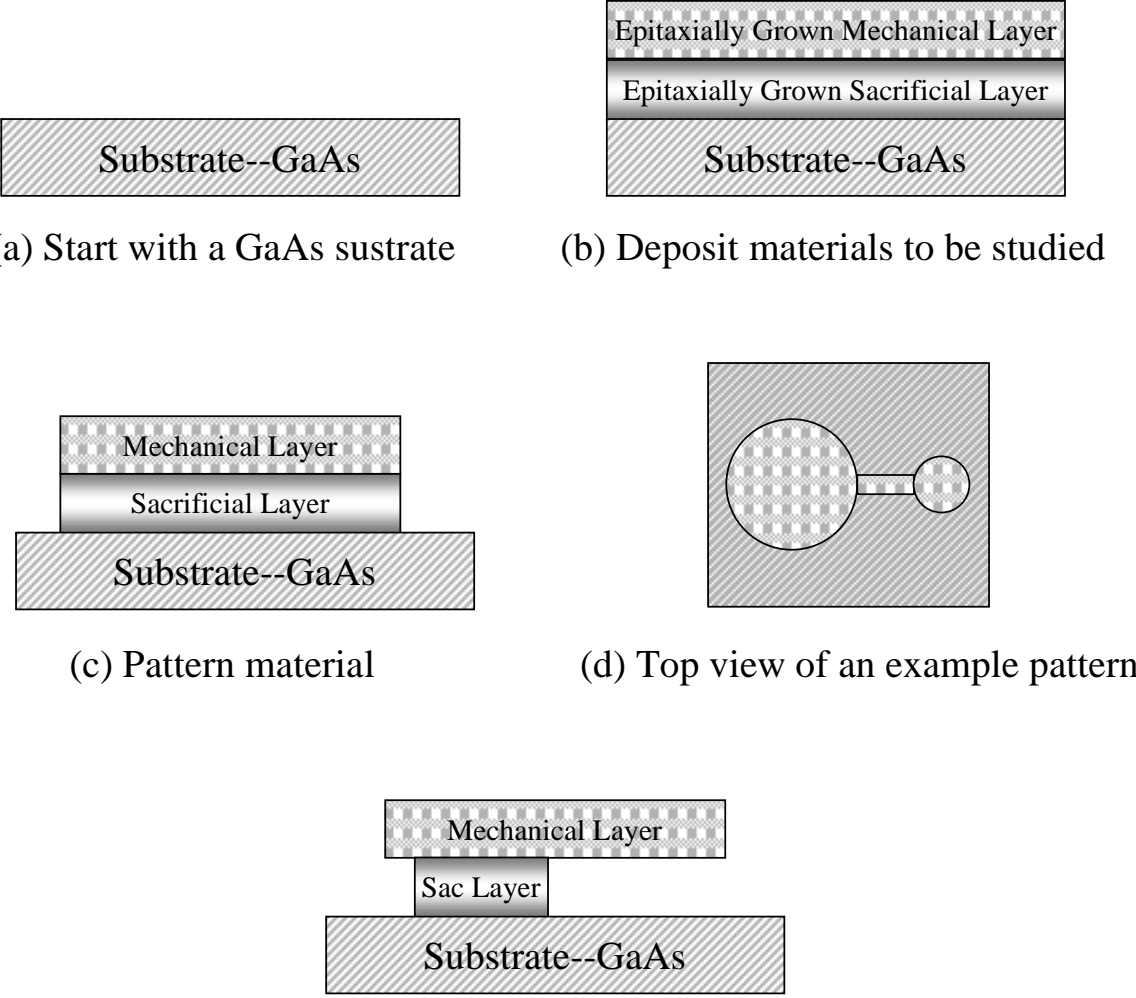 Epitaxially Grown Mechanical Layer
Epitaxially Grown Sacrificial Layer
Substrate--GaAs
Substrate--GaAs
a) Start with a GaAs sustrate
(b) Deposit materials to be studied
Mechanical Layer
Sacrificial Layer
Substrate--GaAs
(c) Pattern material
(d) Top view of an example pattern
Mechanical Layer
Sac Layer
Substrate--GaAs